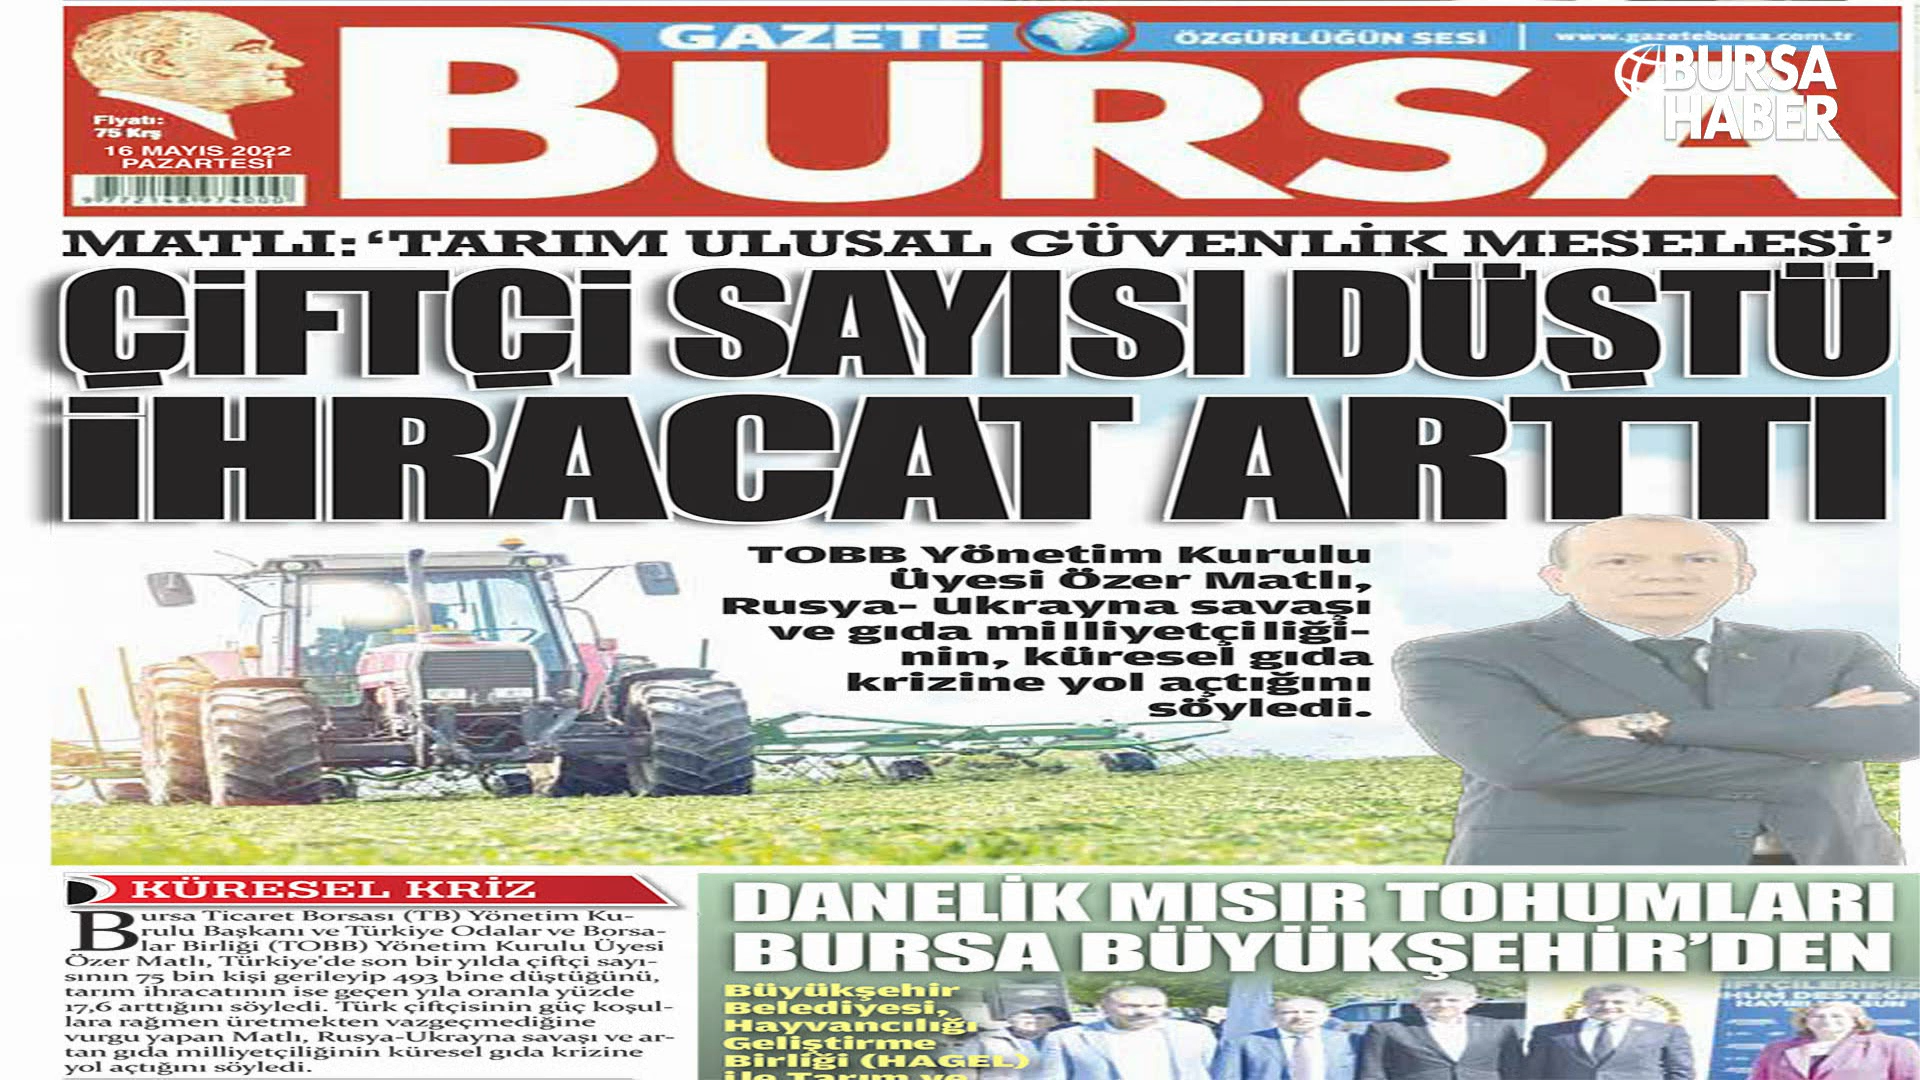 GAZETE
ÖZGÜRLÜĞÜN SESİ | www.gazetebursa.com.tr
BURSA
BURSA
HABER
Fiyatı:
75 Krş
16 MAYIS 2022
PAZARTESİ
9 772148 974000
MATLI: ‘TARIM ULUSAL GÜVENLİK MESELESİ’
ÇİFTÇİ SAYISI DÜŞTÜ
İHRACAT ARTTI
TOBB Yönetim Kurulu
Üyesi Özer Matlı,
Rusya- Ukrayna savaşı
ve gıda milliyetçiliği-
nin, küresel gıda
krizine yol açtığını
söyledi.
KÜRESEL KRİZ
Bursa Ticaret Borsası (TB) Yönetim Ku-
rulu Başkanı ve Türkiye Odalar ve Borsa-
lar Birliği (TOBB) Yönetim Kurulu Üyesi
Özer Matlı, Türkiye'de son bir yılda çiftçi sayı-
sının 75 bin kişi gerileyip 493 bine düştüğünü,
tarım ihracatının ise geçen yıla oranla yüzde
17,6 arttığını söyledi. Türk çiftçisinin güç koşul-
lara rağmen üretmekten vazgeçmediğine
vurgu yapan Matlı, Rusya-Ukrayna savaşı ve ar-
tan gıda milliyetçiliğinin küresel gıda krizine
yol açtığını söyledi.
DANELİK MISIR TOHUMLARI
BURSA BÜYÜKŞEHİR’DEN
Büyükşehir
Belediyesi,
Hayvancılığı
Geliştirme
Birliği (HAGEL)
ile Tarım ve